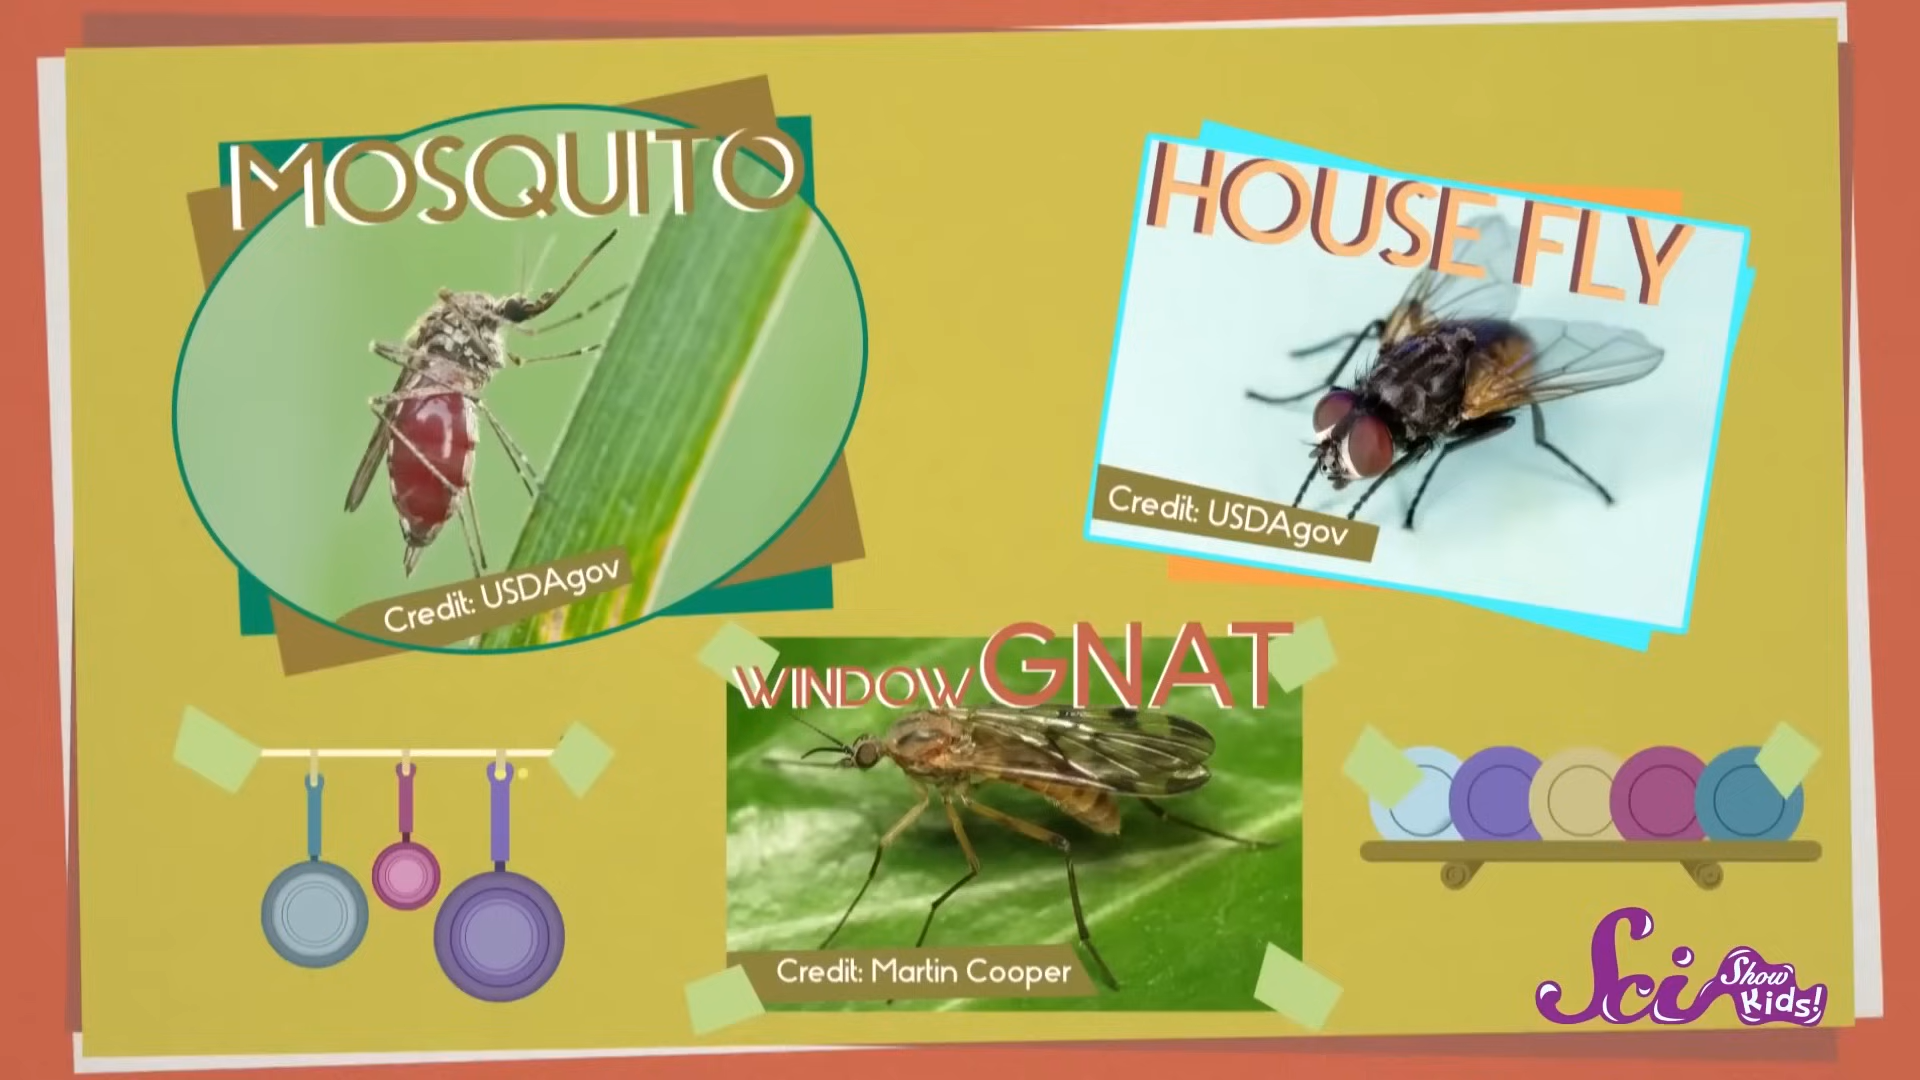 MOSQUITO
Credit: USDAgov
HOUSE FLY
Credit: USDAgov
WINDOW GNAT
Credit: Martin Cooper
Sci Show Kids!